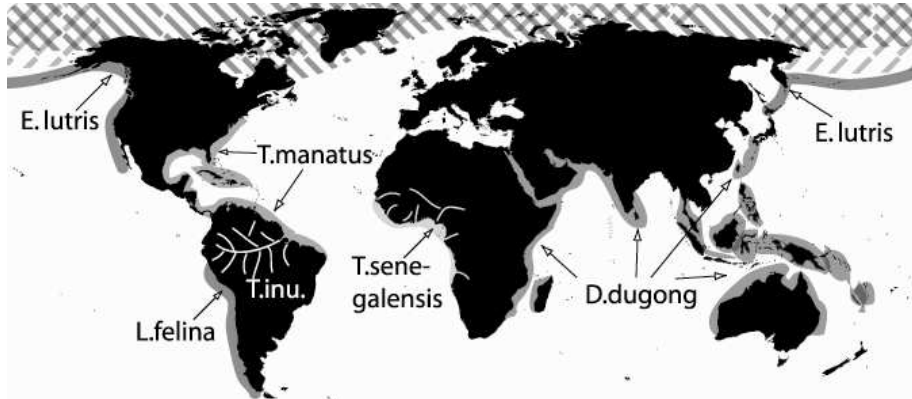 E.lutris
E.lutris
T.manatus
T.sene-
galensis
T.inu.
D.dugong
L.felina